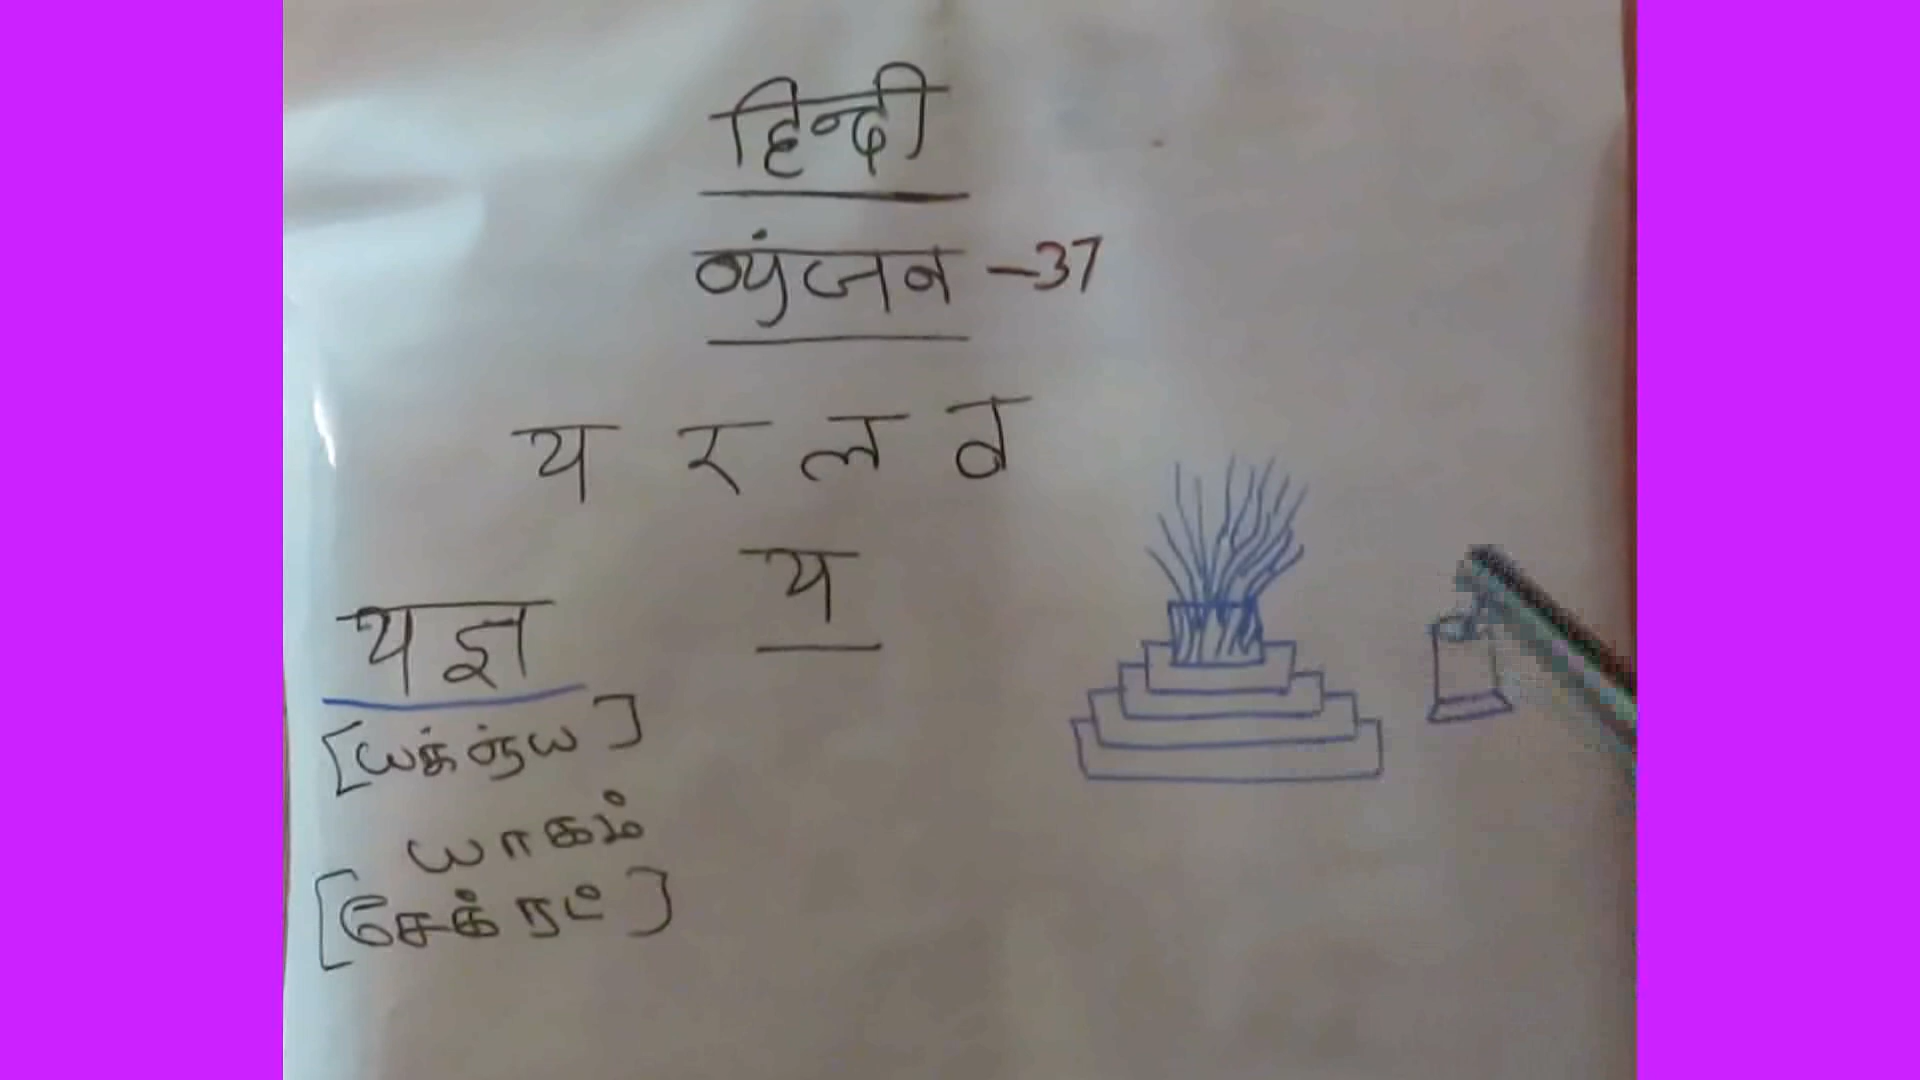 हिन्दी
व्यंजन -37
य र ल व
य
यज्ञ
[யக்ந்ய]
யாகம்
[சேக்ரட்]